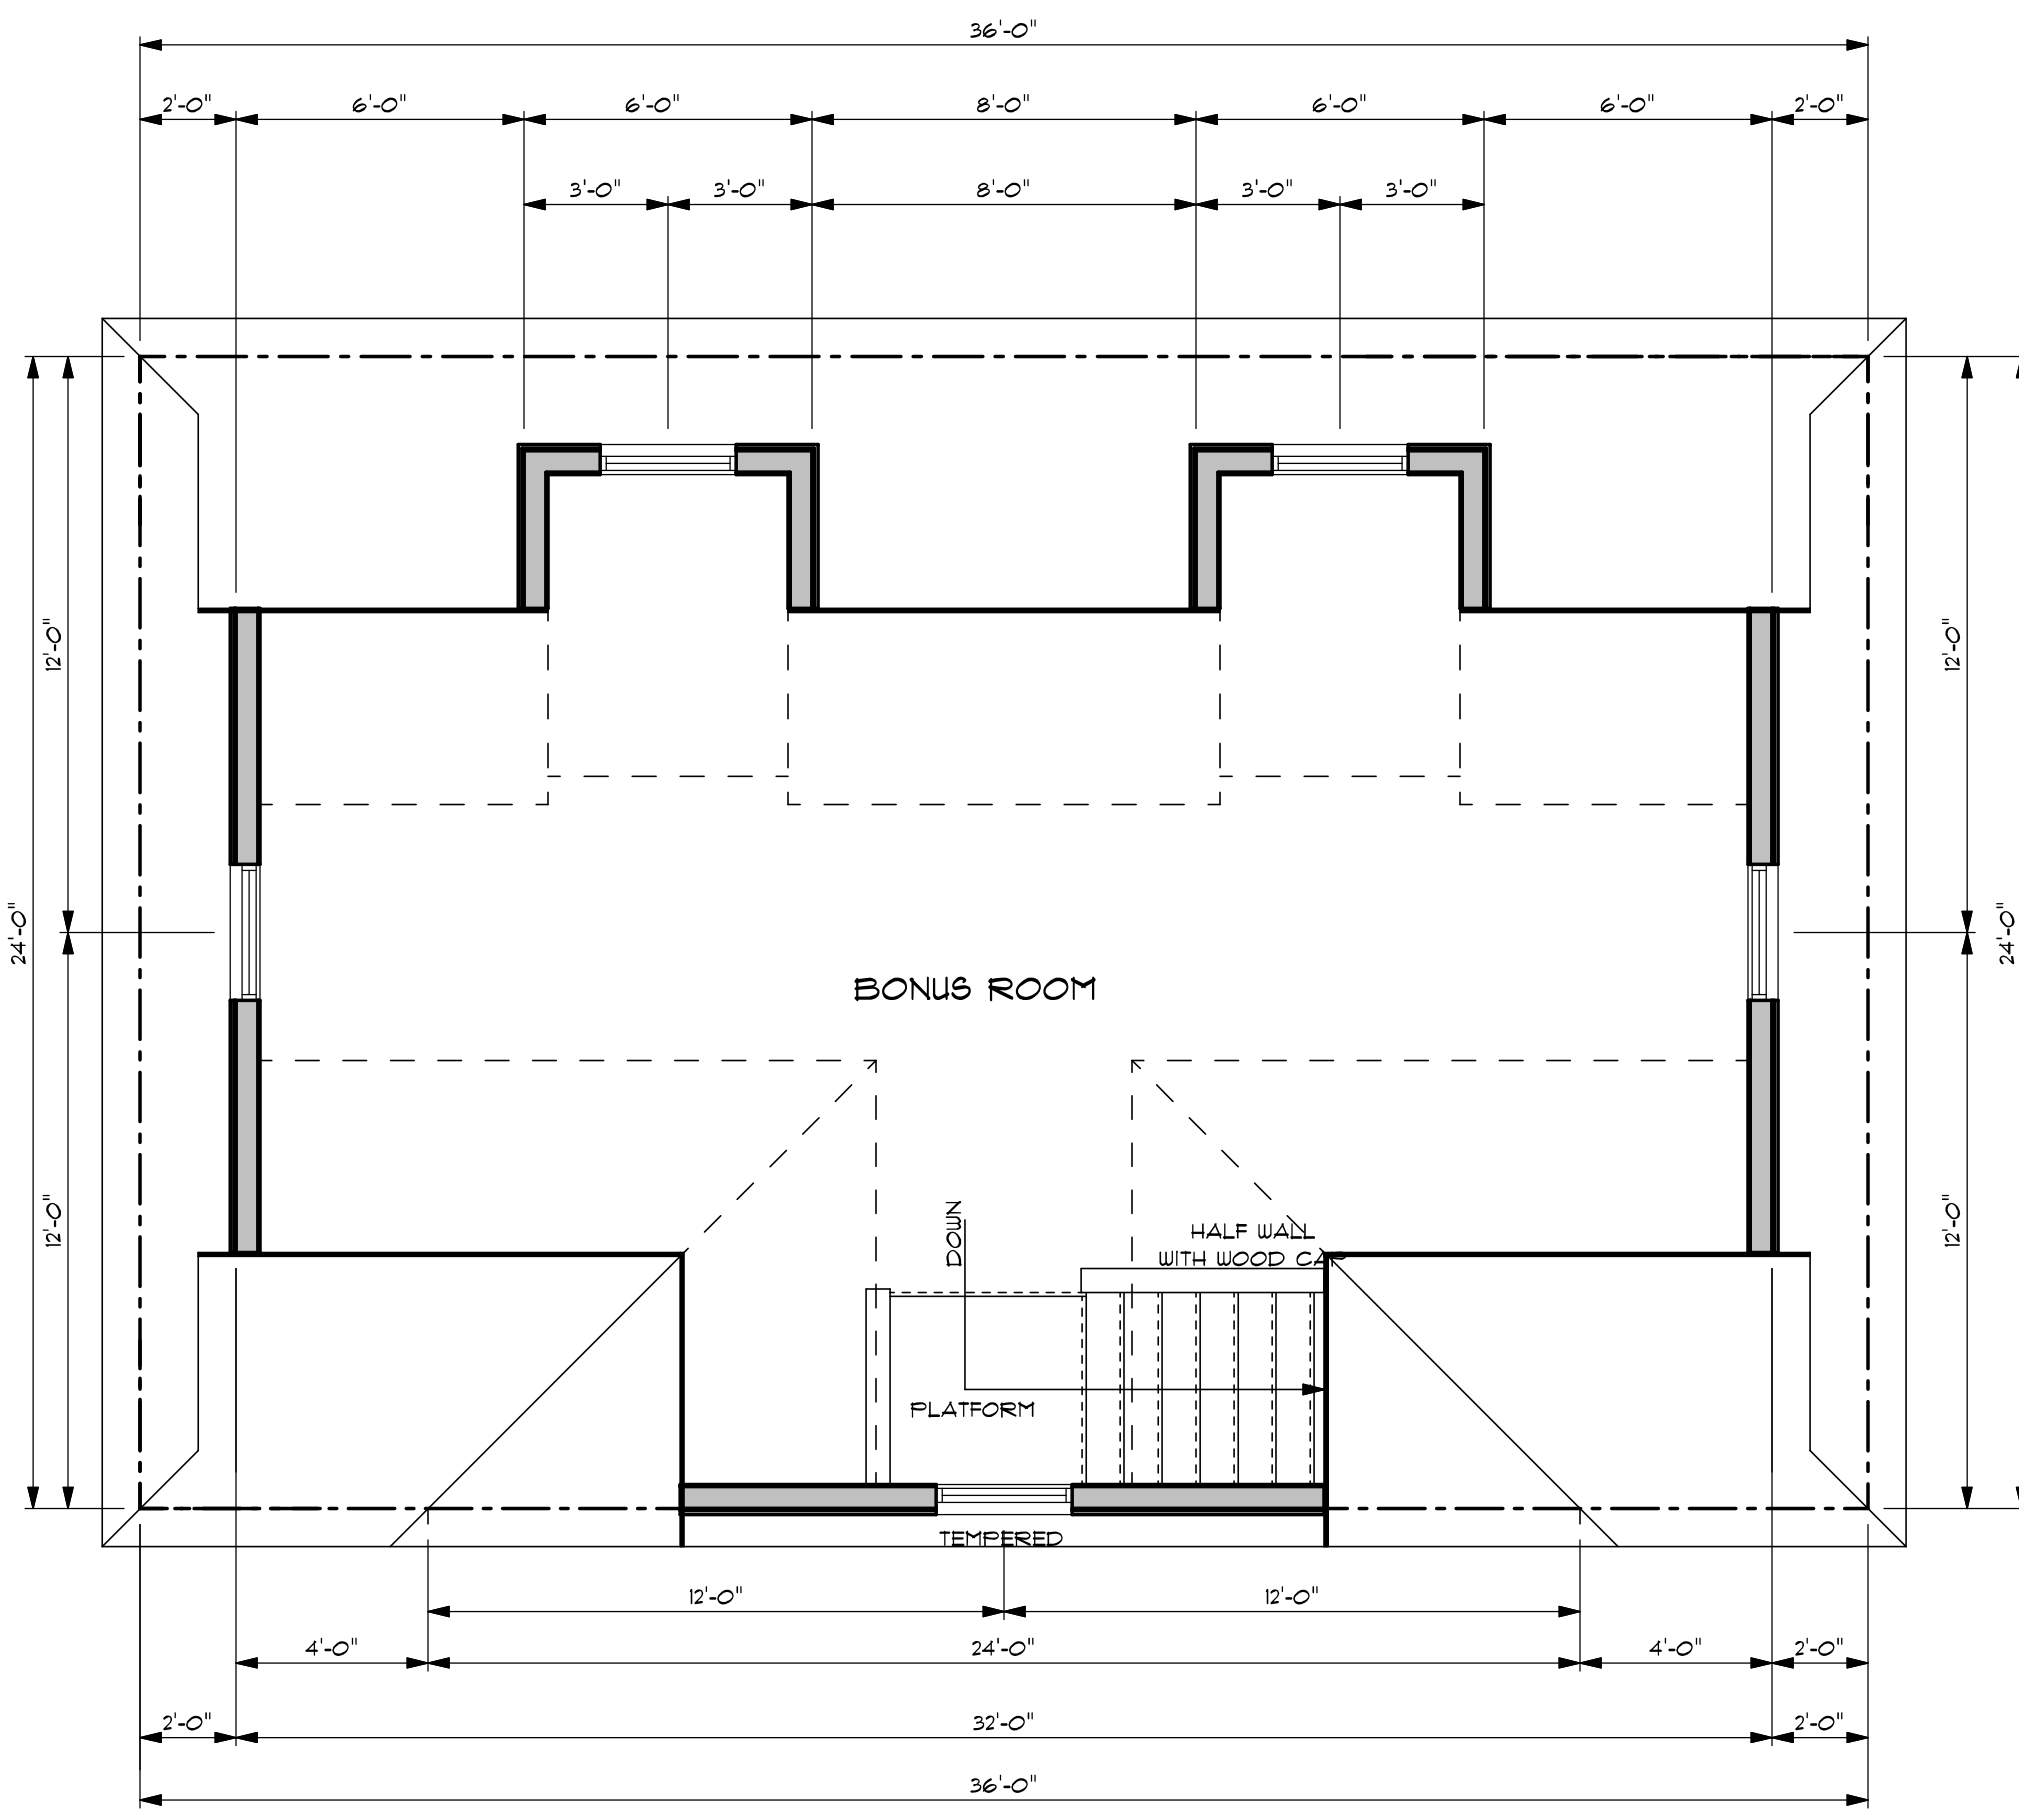 36'-0"
2'-0" 6'-0" 6'-0" 8'-0" 6'-0" 6'-0" 2'-0"
3'-0" 3'-0" 8'-0" 3'-0" 3'-0"
12'-0" 12'-0"
24'-0" 24'-0"
BONUS ROOM
12'-0" 12'-0"
DOWN
HALF WALL
WITH WOOD CAP
PLATFORM
TEMPERED
12'-0" 12'-0"
4'-0" 24'-0" 4'-0" 2'-0"
2'-0" 32'-0" 2'-0"
36'-0"